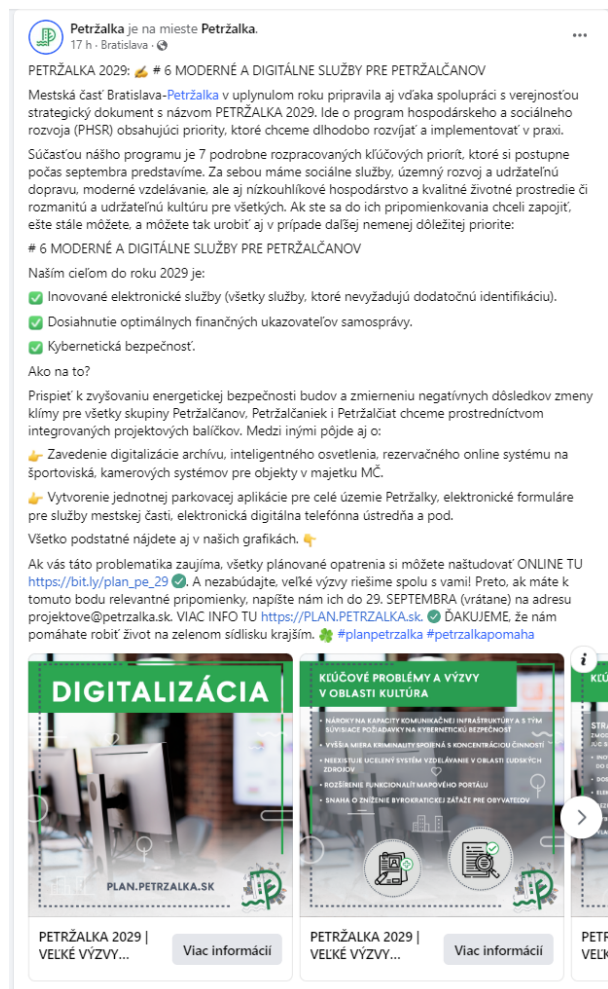 Petržalka je na mieste Petržalka.
17 h · Bratislava ·
PETRŽALKA 2029: ✍️ # 6 MODERNÉ A DIGITÁLNE SLUŽBY PRE PETRŽALČANOV
Mestská časť Bratislava-Petržalka v uplynulom roku pripravila aj vďaka spolupráci s verejnosťou
strategický dokument s názvom PETRŽALKA 2029. Ide o program hospodárskeho a sociálneho
rozvoja (PHSR) obsahujúci priority, ktoré chceme dlhodobo rozvíjať a implementovať v praxi.
Súčasťou nášho programu je 7 podrobne rozpracovaných kľúčových priorít, ktoré si postupne
počas septembra predstavíme. Za sebou máme sociálne služby, územný rozvoj a udržateľnú
dopravu, moderné vzdelávanie, ale aj nízkouhlíkové hospodárstvo a kvalitné životné prostredie či
rozmanitú a udržateľnú kultúru pre všetkých. Ak ste sa do ich pripomienkovania chceli zapojiť,
ešte stále môžete, a môžete tak urobiť aj v prípade ďalšej nemenej dôležitej priorite:
# 6 MODERNÉ A DIGITÁLNE SLUŽBY PRE PETRŽALČANOV
Naším cieľom do roku 2029 je:
✅ Inovované elektronické služby (všetky služby, ktoré nevyžadujú dodatočnú identifikáciu).
✅ Dosiahnutie optimálnych finančných ukazovateľov samosprávy.
✅ Kybernetická bezpečnosť.
Ako na to?
Prispieť k zvyšovaniu energetickej bezpečnosti budov a zmierneniu negatívnych dôsledkov zmeny
klímy pre všetky skupiny Petržalčanov, Petržalčaniek i Petržalčiat chceme prostredníctvom
integrovaných projektových balíčkov. Medzi inými pôjde aj o:
👉 Zavedenie digitalizácie archívu, inteligentného osvetlenia, rezervačného online systému na
športoviská, kamerových systémov pre objekty v majetku MČ.
👉 Vytvorenie jednotnej parkovacej aplikácie pre celé územie Petržalky, elektronické formuláre
pre služby mestskej časti, elektronická digitálna telefónna ústredňa a pod.
Všetko podstatné nájdete aj v našich grafikách. 👇
Ak vás táto problematika zaujíma, všetky plánované opatrenia si môžete naštudovať ONLINE TU
https://bit.ly/plan_pe_29 ✅. A nezabúdajte, veľké výzvy riešime spolu s vami! Preto, ak máte k
tomuto bodu relevantné pripomienky, napíšte nám ich do 29. SEPTEMBRA (vrátane) na adresu
projektove@petrzalka.sk. VIAC INFO TU https://PLAN.PETRZALKA.sk. ✅ ĎAKUJEME, že nám
pomáhate robiť život na zelenom sídlisku krajším. 🍀 #planpetrzalka #petrzalkapomaha
DIGITALIZÁCIA
PLAN.PETRZALKA.SK
PETRŽALKA 2029 |
VEĽKÉ VÝZVY...
Viac informácií
KĽÚČOVÉ PROBLÉMY A VÝZVY
V OBLASTI KULTÚRA
• NÁROKY NA KAPACITY KOMUNIKAČNEJ INFRAŠTRUKTÚRY A S TÝM
SÚVISIACE POŽIADAVKY NA KYBERNETICKÚ BEZPEČNOSŤ
• VYŠŠIA MIERA KRIMINALITY SPOJENÁ S KONCENTRÁCIOU ČINNOSTÍ
• NEEXISTUJE UCELENÝ SYSTÉM VZDELÁVANIE V OBLASTI ĽUDSKÝCH
ZDROJOV
• ROZŠÍRENIE FUNKCIONALÍT MAPOVÉHO PORTÁLU
• SNAHA O ZNÍŽENIE BYROKRATICKEJ ZÁŤAŽE PRE OBYVATEĽOV
PETRŽALKA 2029 |
VEĽKÉ VÝZVY...
Viac informácií